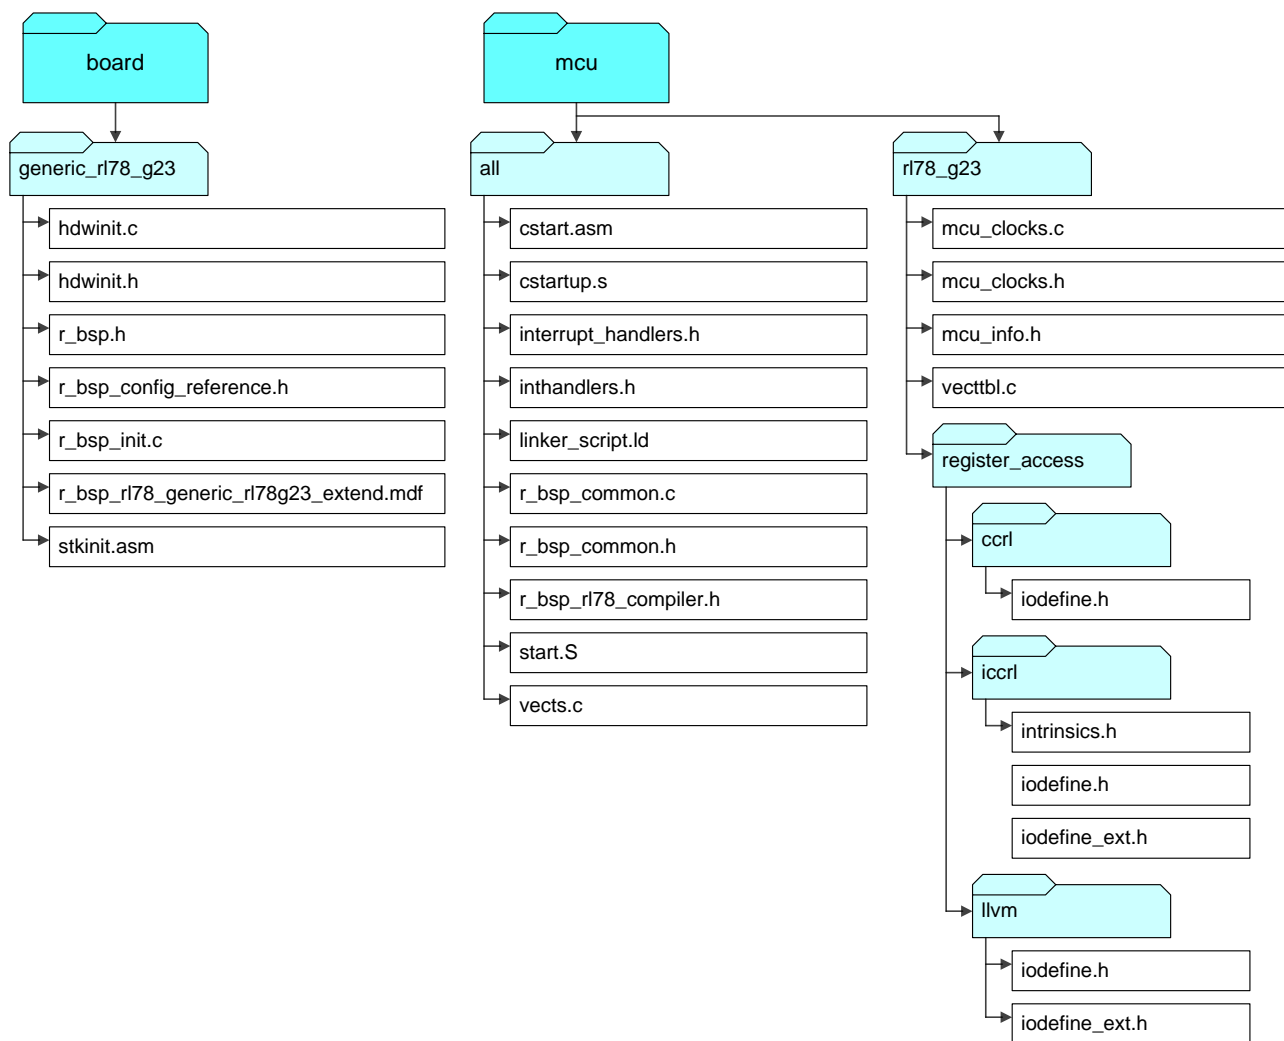 board
generic_rl78_g23
hdwinit.c
hdwinit.h
r_bsp.h
r_bsp_config_reference.h
r_bsp_init.c
r_bsp_rl78_generic_rl78g23_extend.mdf
stkinit.asm
mcu
all
cstart.asm
cstartup.s
interrupt_handlers.h
inthandlers.h
linker_script.ld
r_bsp_common.c
r_bsp_common.h
r_bsp_rl78_compiler.h
start.S
vects.c
rl78_g23
mcu_clocks.c
mcu_clocks.h
mcu_info.h
vecttbl.c
register_access
ccrl
iodefine.h
iccrl
intrinsics.h
iodefine.h
iodefine_ext.h
llvm
iodefine.h
iodefine_ext.h